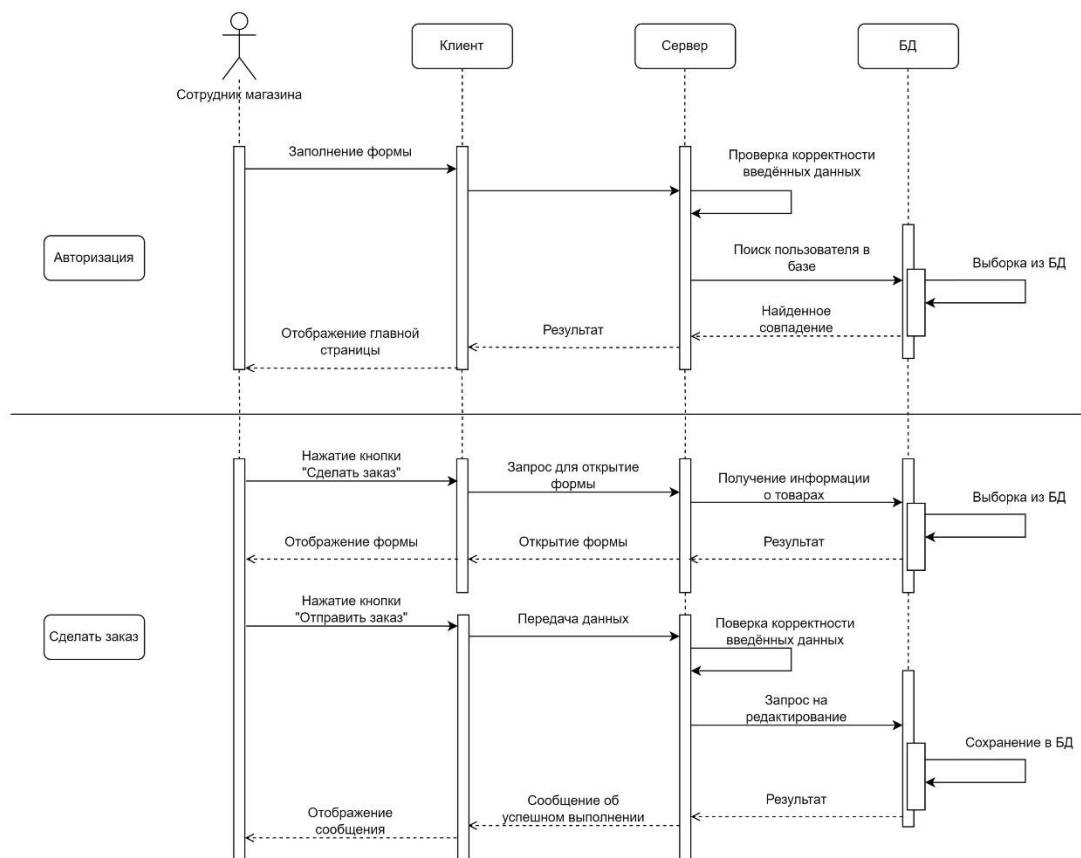 Клиент
Сервер
БД
Сотрудник магазина
Заполнение формы
Проверка корректности
введённых данных
Авторизация
Поиск пользователя в
базе
Выборка из БД
Найденное
совпадение
Результат
Отображение главной
страницы
Нажатие кнопки
"Сделать заказ"
Запрос для открытие
формы
Получение информации
о товарах
Выборка из БД
Отображение формы
Открытие формы
Результат
Нажатие кнопки
"Отправить заказ"
Передача данных
Поверка корректности
введённых данных
Сделать заказ
Запрос на
редактирование
Сохранение в БД
Результат
Сообщение об
успешном выполнении
Отображение
сообщения